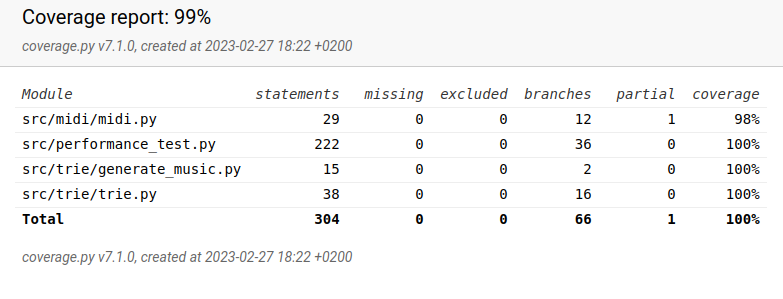 Coverage report: 99%
coverage.py v7.1.0, created at 2023-02-27 18:22 +0200
Module statements missing excluded branches partial coverage
src/midi/midi.py 29 0 0 12 1 98%
src/performance_test.py 222 0 0 36 0 100%
src/trie/generate_music.py 15 0 0 2 0 100%
src/trie/trie.py 38 0 0 16 0 100%
Total 304 0 0 66 1 100%
coverage.py v7.1.0, created at 2023-02-27 18:22 +0200